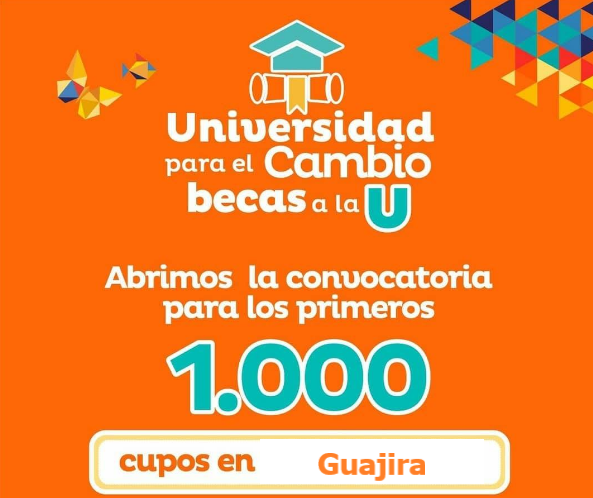 Universidad
para el Cambio
becas a la U
Abrimos la convocatoria
para los primeros
1.000
cupos en Guajira